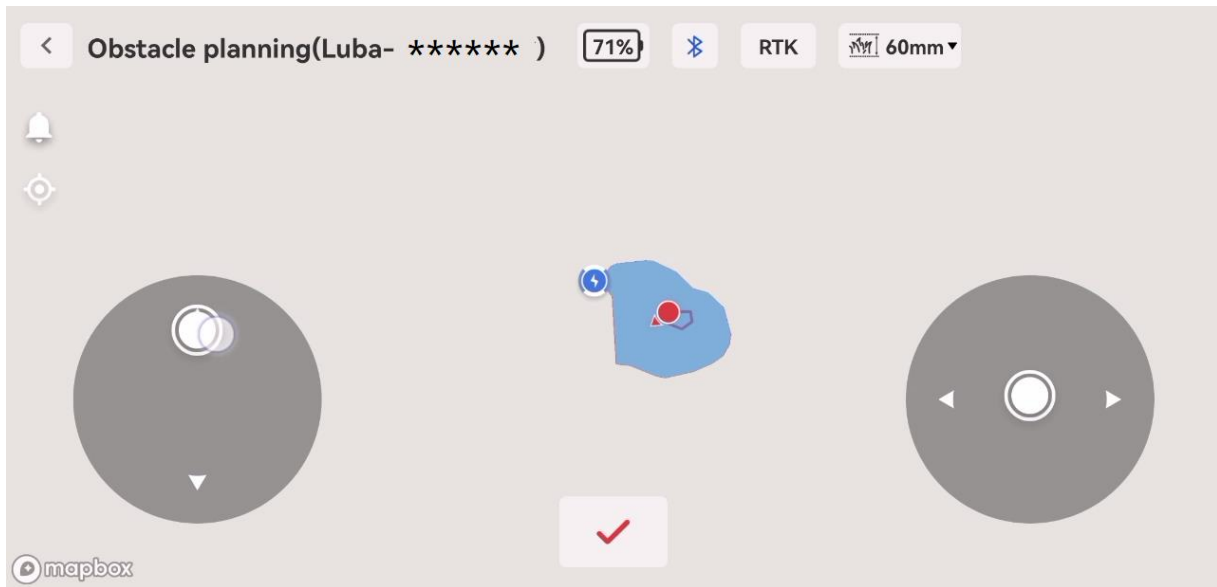 Obstacle planning(Luba- ****** ) 71% RTK 60mm
mapbox